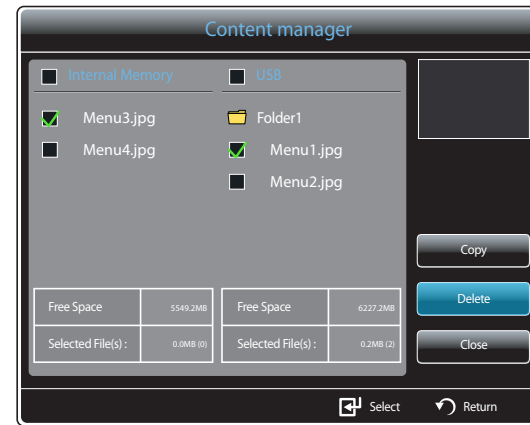 Content manager
Internal Memory
USB
Menu3.jpg
Folder1
Menu4.jpg
Menu1.jpg
Menu2.jpg
Copy
Delete
Close
Free Space 5549.2MB
Selected File(s) : 0.0MB (0)
Free Space 6227.2MB
Selected File(s) : 0.2MB (2)
Select Return